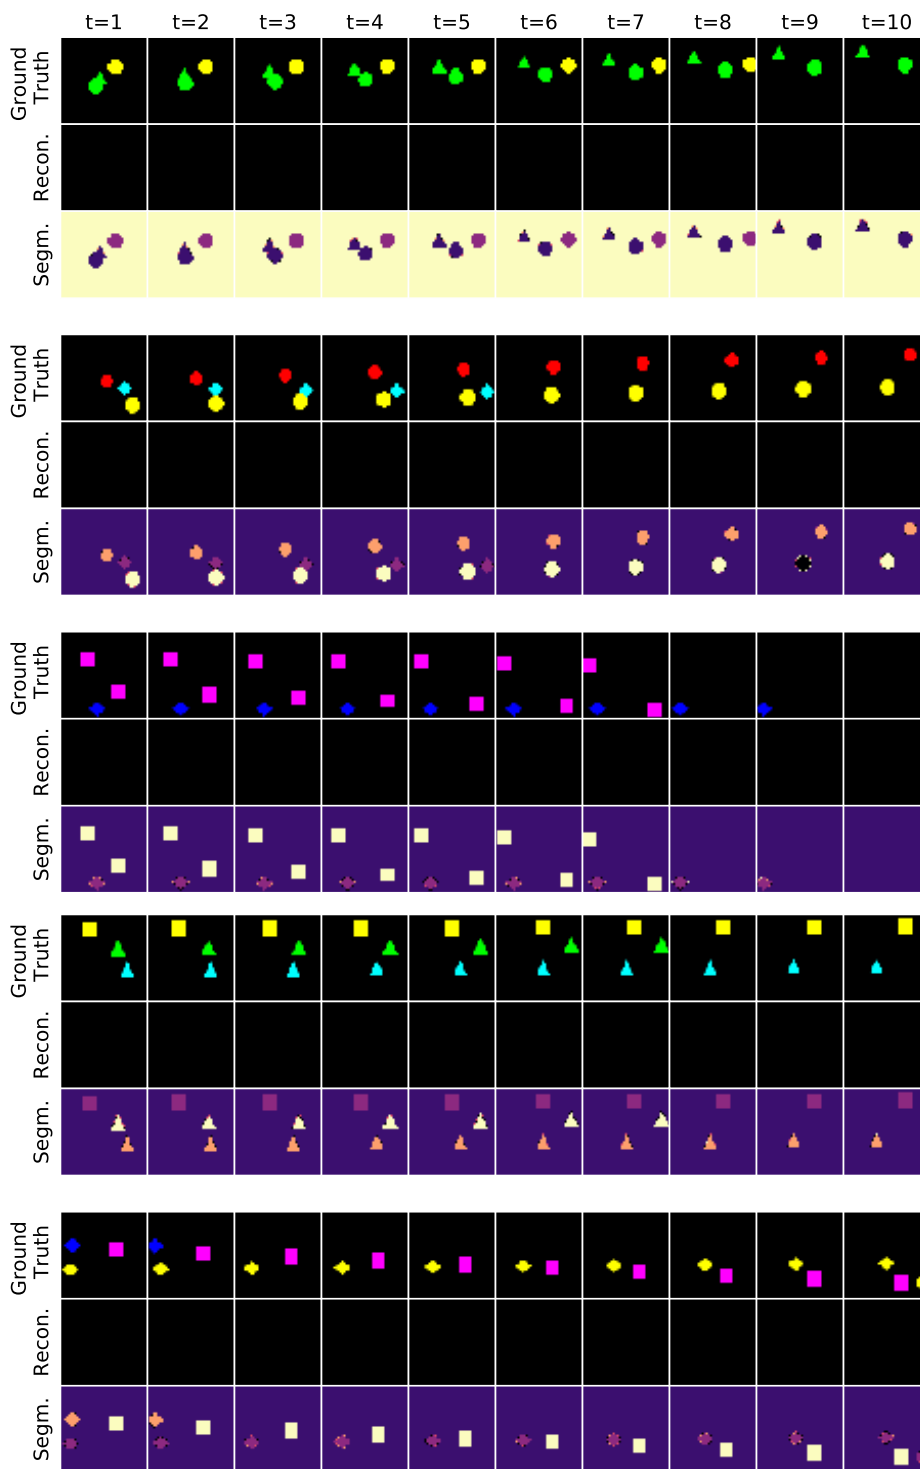 t=1 t=2 t=3 t=4 t=5 t=6 t=7 t=8 t=9 t=10
Ground
Truth
Recon.
Segm.
Ground
Truth
Recon.
Segm.
Ground
Truth
Recon.
Segm.
Ground
Truth
Recon.
Segm.
Ground
Truth
Recon.
Segm.